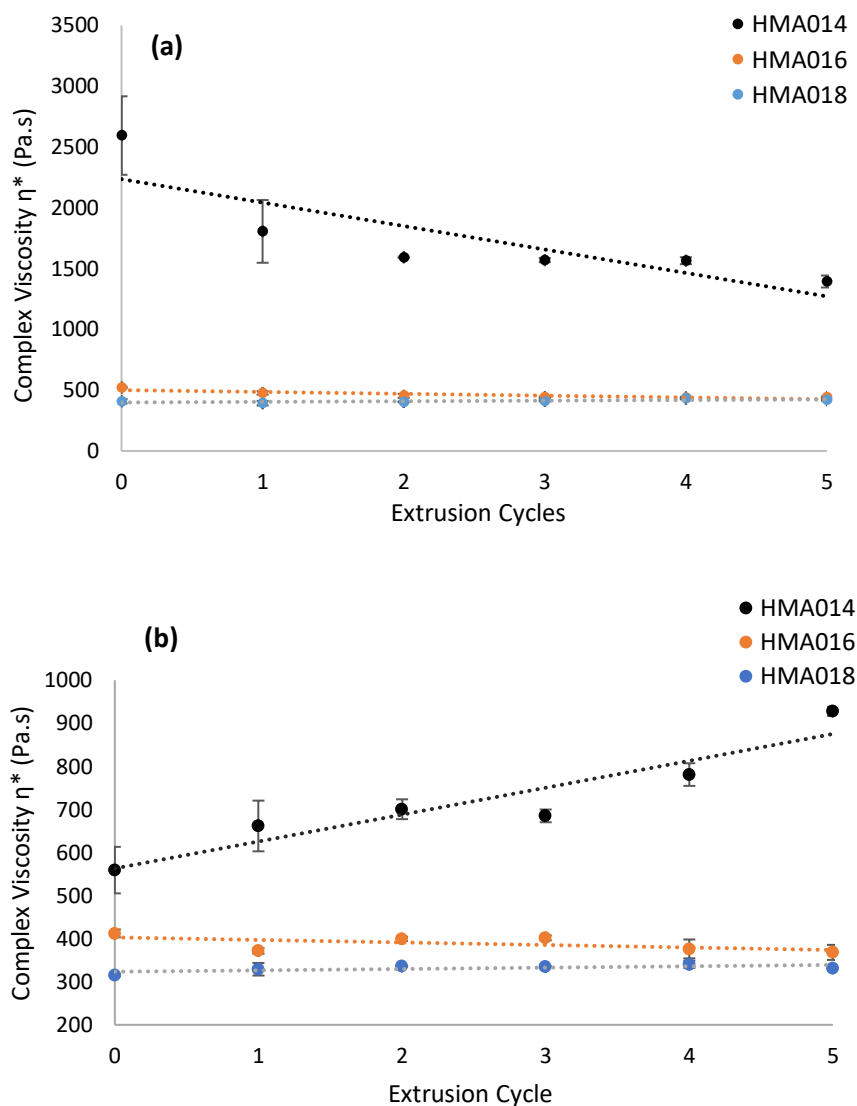 (a)
HMA014
HMA016
HMA018
3500
3000
2500
2000
1500
1000
500
0
Complex Viscosity η* (Pa.s)
0 1 2 3 4 5
Extrusion Cycles
(b)
HMA014
HMA016
HMA018
1000
900
800
700
600
500
400
300
200
Complex Viscosity η* (Pa.s)
0 1 2 3 4 5
Extrusion Cycle